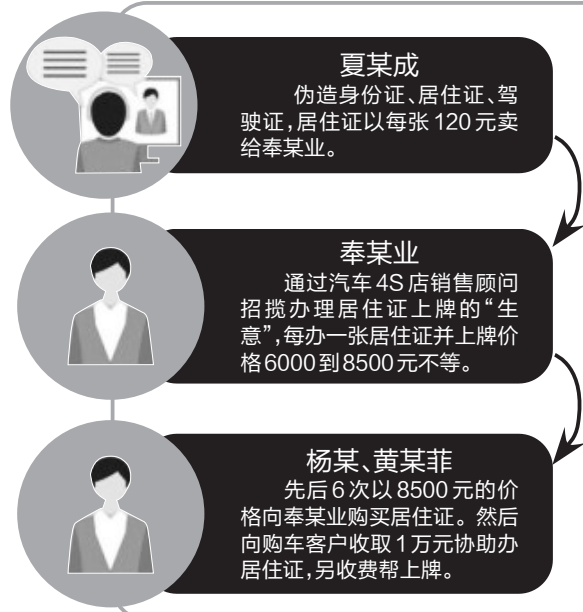 夏某成
伪造身份证、居住证、驾
驶证,居住证以每张120元卖
给奉某业。
奉某业
通过汽车4S店销售顾问
招揽办理居住证上牌的“生
意”,每办一张居住证并上牌价
格6000到8500元不等。
杨某、黄某菲
先后6次以8500元的价
格向奉某业购买居住证。然后
向购车客户收取1万元协助办
居住证,另收费帮上牌。